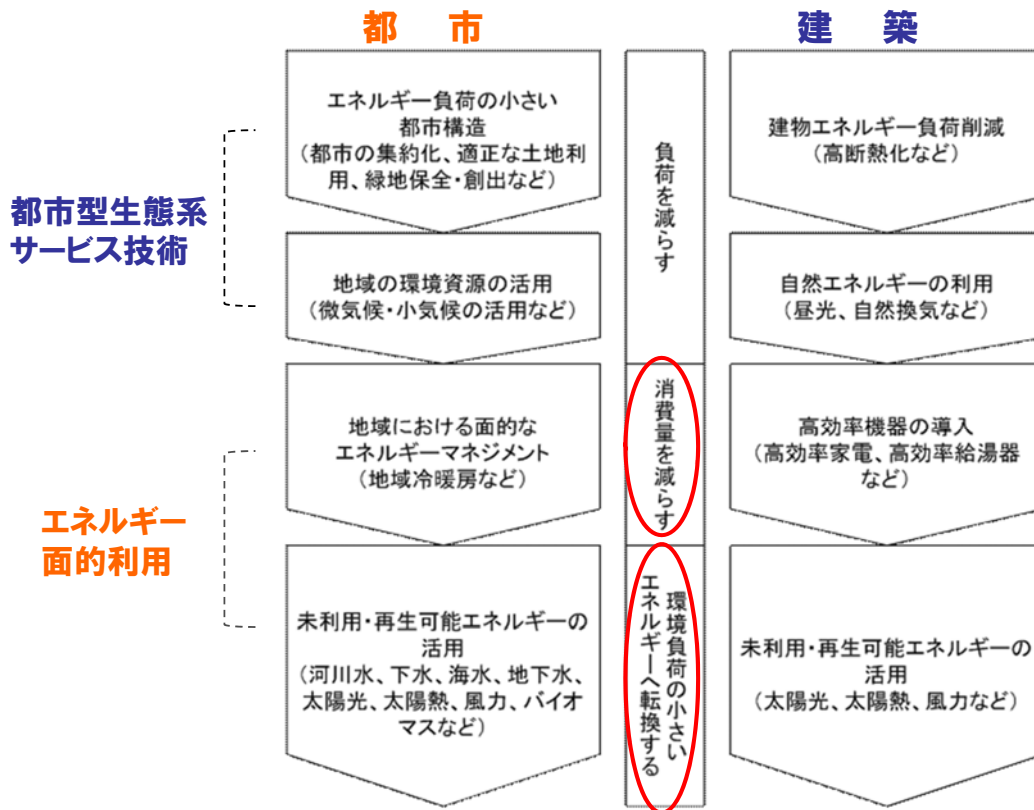 都 市
建 築
都市型生態系
サービス技術
エネルギー
面的利用
エネルギー負荷の小さい
都市構造
（都市の集約化、適正な土地利
用、緑地保全・創出など）
地域の環境資源の活用
（微気候・小気候の活用など）
地域における面的な
エネルギーマネジメント
（地域冷暖房など）
未利用・再生可能エネルギーの
活用
（河川水、下水、海水、地下水、
太陽光、太陽熱、風力、バイオ
マスなど）
負荷を減らす
消費量を減らす
環境負荷の小さい
エネルギーへ転換する
建物エネルギー負荷削減
（高断熱化など）
自然エネルギーの利用
（昼光、自然換気など）
高効率機器の導入
（高効率家電、高効率給湯器
など）
未利用・再生可能エネルギーの
活用
（太陽光、太陽熱、風力など）